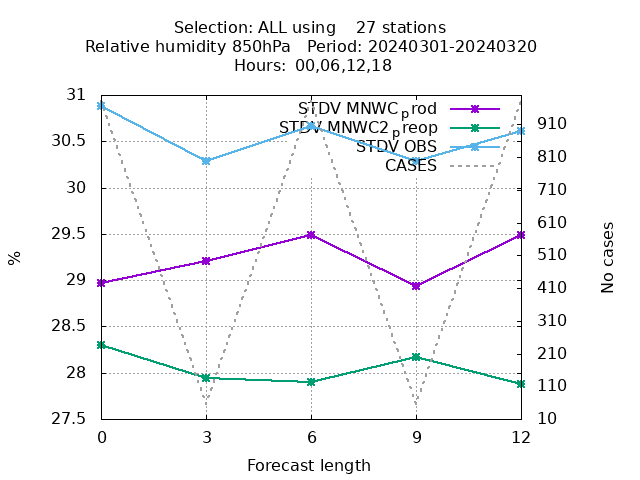 Selection: ALL using    27 stations
Relative humidity 850hPa   Period: 20240301-20240320
Hours: 00,06,12,18
31
30.5
30
29.5
29
28.5
28
27.5
%
STDV MNWC_prod
STDV MNWC2_preop
STDV OBS
CASES
910
810
710
610
510
410
310
210
110
10
No cases
0 3 6 9 12
Forecast length